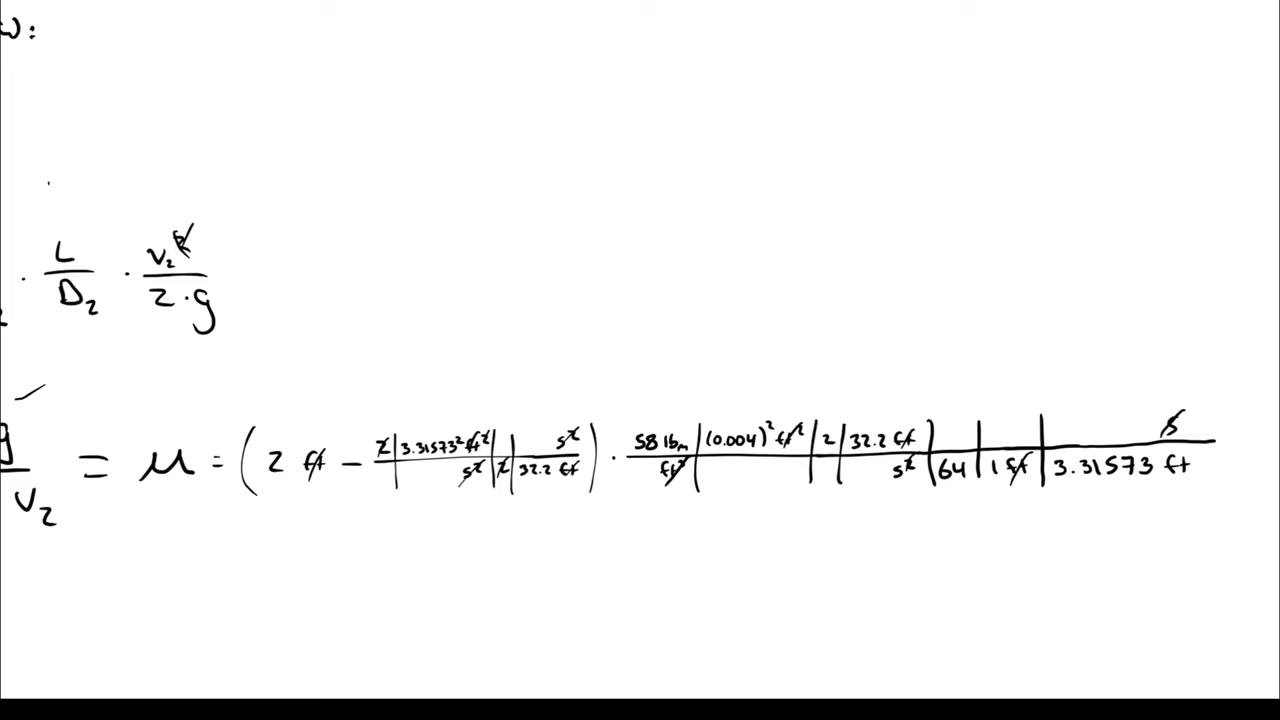 ω:
· L/D₂ · v₂²/2·g
g/v₂ = μ = (2 ft − 2 | 3.31573² ft² | | s² / s² | 2 | 32.2 ft) · 58 lbₘ | (0.004)² ft² | 2 | 32.2 ft | | | s / ft³ | | | s² | 64 | 1 ft | 3.31573 ft